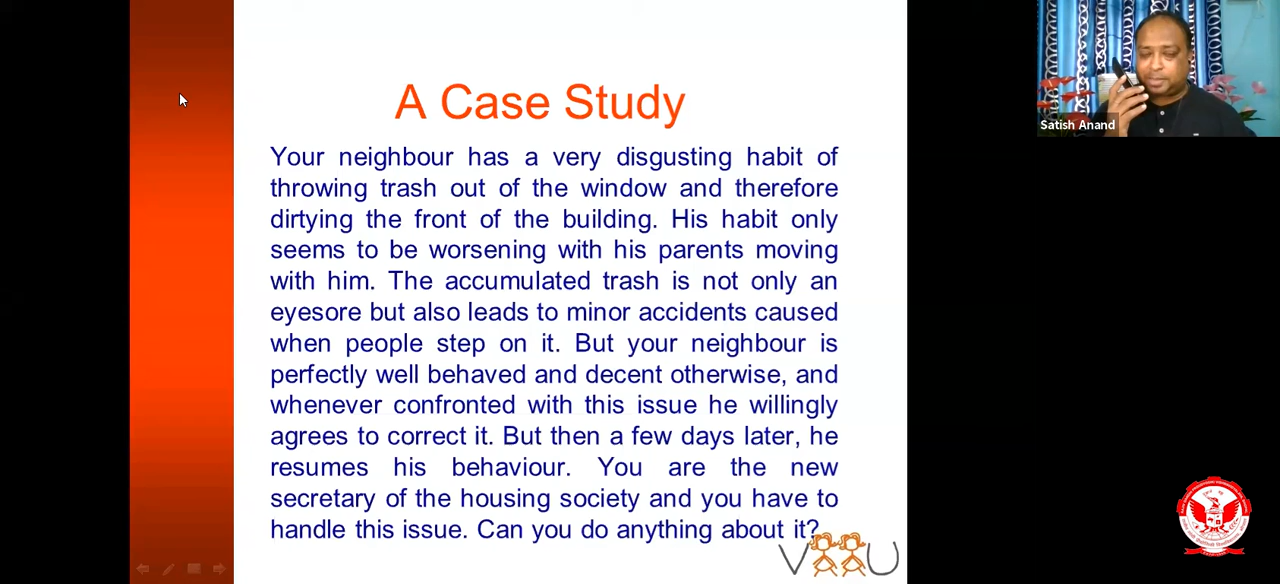 A Case Study
Your neighbour has a very disgusting habit of
throwing trash out of the window and therefore
dirtying the front of the building. His habit only
seems to be worsening with his parents moving
with him. The accumulated trash is not only an
eyesore but also leads to minor accidents caused
when people step on it. But your neighbour is
perfectly well behaved and decent otherwise, and
whenever confronted with this issue he willingly
agrees to correct it. But then a few days later, he
resumes his behaviour. You are the new
secretary of the housing society and you have to
handle this issue. Can you do anything about it?
Satish Anand